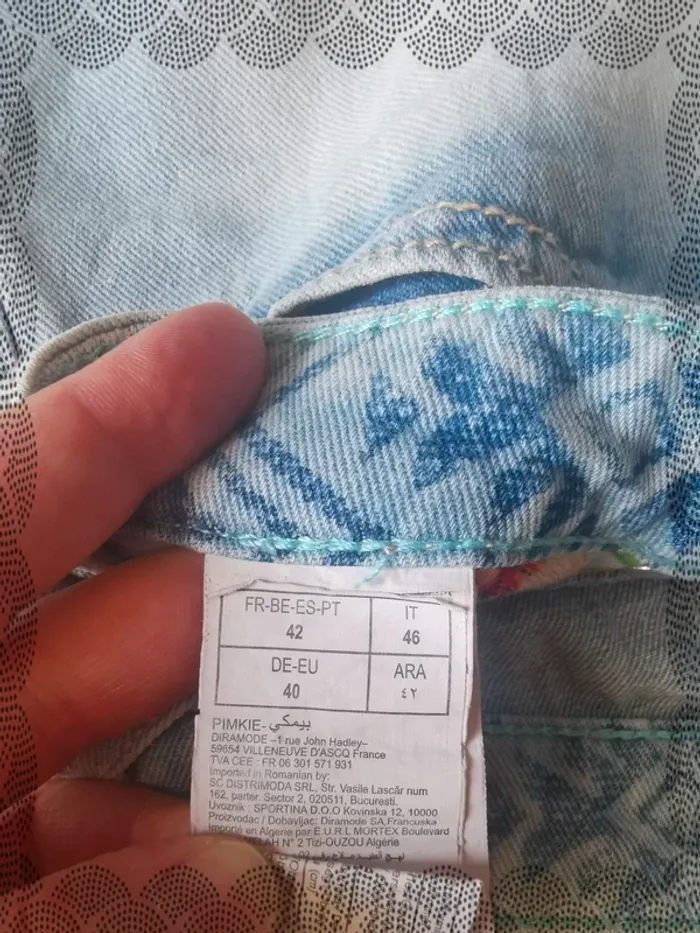 FR-BE-ES-PT IT
42 46
DE-EU ARA
40 ٤٢
PIMKIE-بيمكي
DIRAMODE –1 rue John Hadley–
59654 VILLENEUVE D'ASCQ France
TVA CEE : FR 06 301 571 931
Imported in Romanian by:
SC DISTRIMODA SRL, Str. Vasile Lascăr num
162, parter. Sector 2, 020511, Bucuresti.
Uvoznik : SPORTINA D.O.O Kovinska 12, 10000
Proizvodac / Dobavljac: Diramode SA,Francuska
Importé en Algérie par E.U.R.L MORTEX Boulevard
N° 2 Tizi-OUZOU Algérie